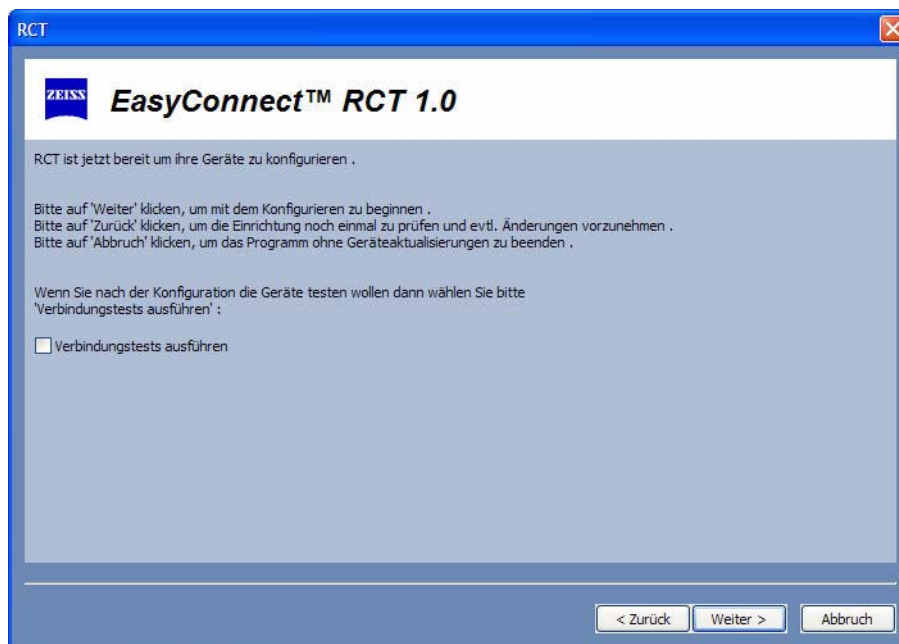 RCT
ZEISS
EasyConnect™ RCT 1.0
RCT ist jetzt bereit um ihre Geräte zu konfigurieren .
Bitte auf 'Weiter' klicken, um mit dem Konfigurieren zu beginnen .
Bitte auf 'Zurück' klicken, um die Einrichtung noch einmal zu prüfen und evtl. Änderungen vorzunehmen .
Bitte auf 'Abbruch' klicken, um das Programm ohne Geräteaktualisierungen zu beenden .
Wenn Sie nach der Konfiguration die Geräte testen wollen dann wählen Sie bitte
'Verbindungstests ausführen' :
Verbindungstests ausführen
< Zurück Weiter > Abbruch